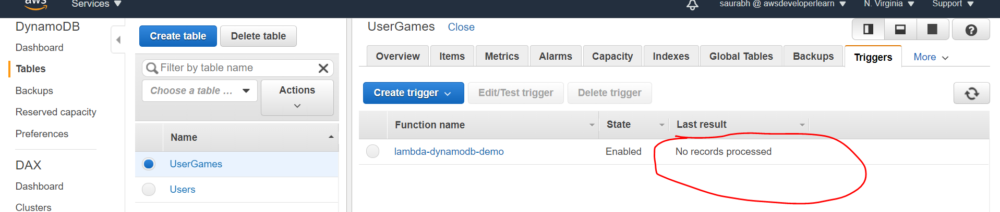 aws
Services
saurabh @ awsdeveloperlearn
N. Virginia
Support
DynamoDB
Dashboard
Tables
Backups
Reserved capacity
Preferences
DAX
Dashboard
Clusters
Create table
Delete table
Filter by table name
Choose a table ...
Actions
Name
UserGames
Users
UserGames Close
Overview
Items
Metrics
Alarms
Capacity
Indexes
Global Tables
Backups
Triggers
More
Create trigger
Edit/Test trigger
Delete trigger
Function name
State
Last result
lambda-dynamodb-demo
Enabled
No records processed